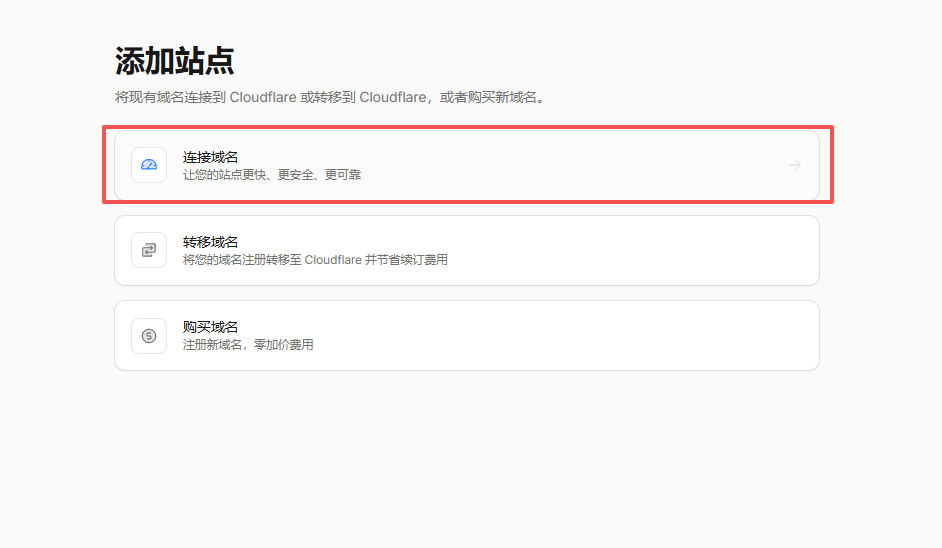 添加站点
将现有域名连接到 Cloudflare 或转移到 Cloudflare，或者购买新域名。
连接域名
让您的站点更快、更安全、更可靠
转移域名
将您的域名注册转移至 Cloudflare 并节省续订费用
购买域名
注册新域名，零加价费用